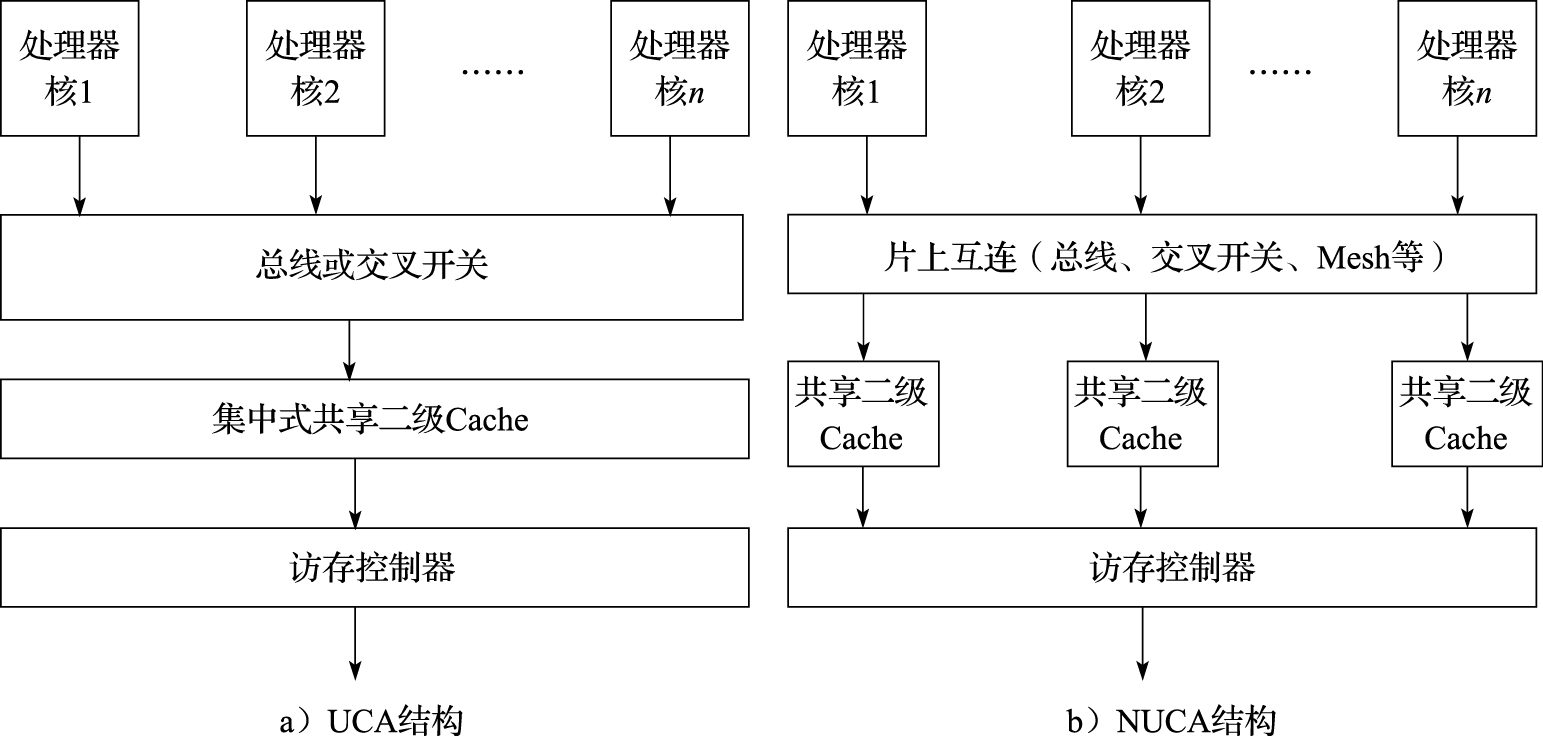 处理器
核1
处理器
核2
……
处理器
核n
总线或交叉开关
集中式共享二级Cache
访存控制器
a）UCA结构
处理器
核1
处理器
核2
……
处理器
核n
片上互连（总线、交叉开关、Mesh等）
共享二级
Cache
共享二级
Cache
共享二级
Cache
访存控制器
b）NUCA结构